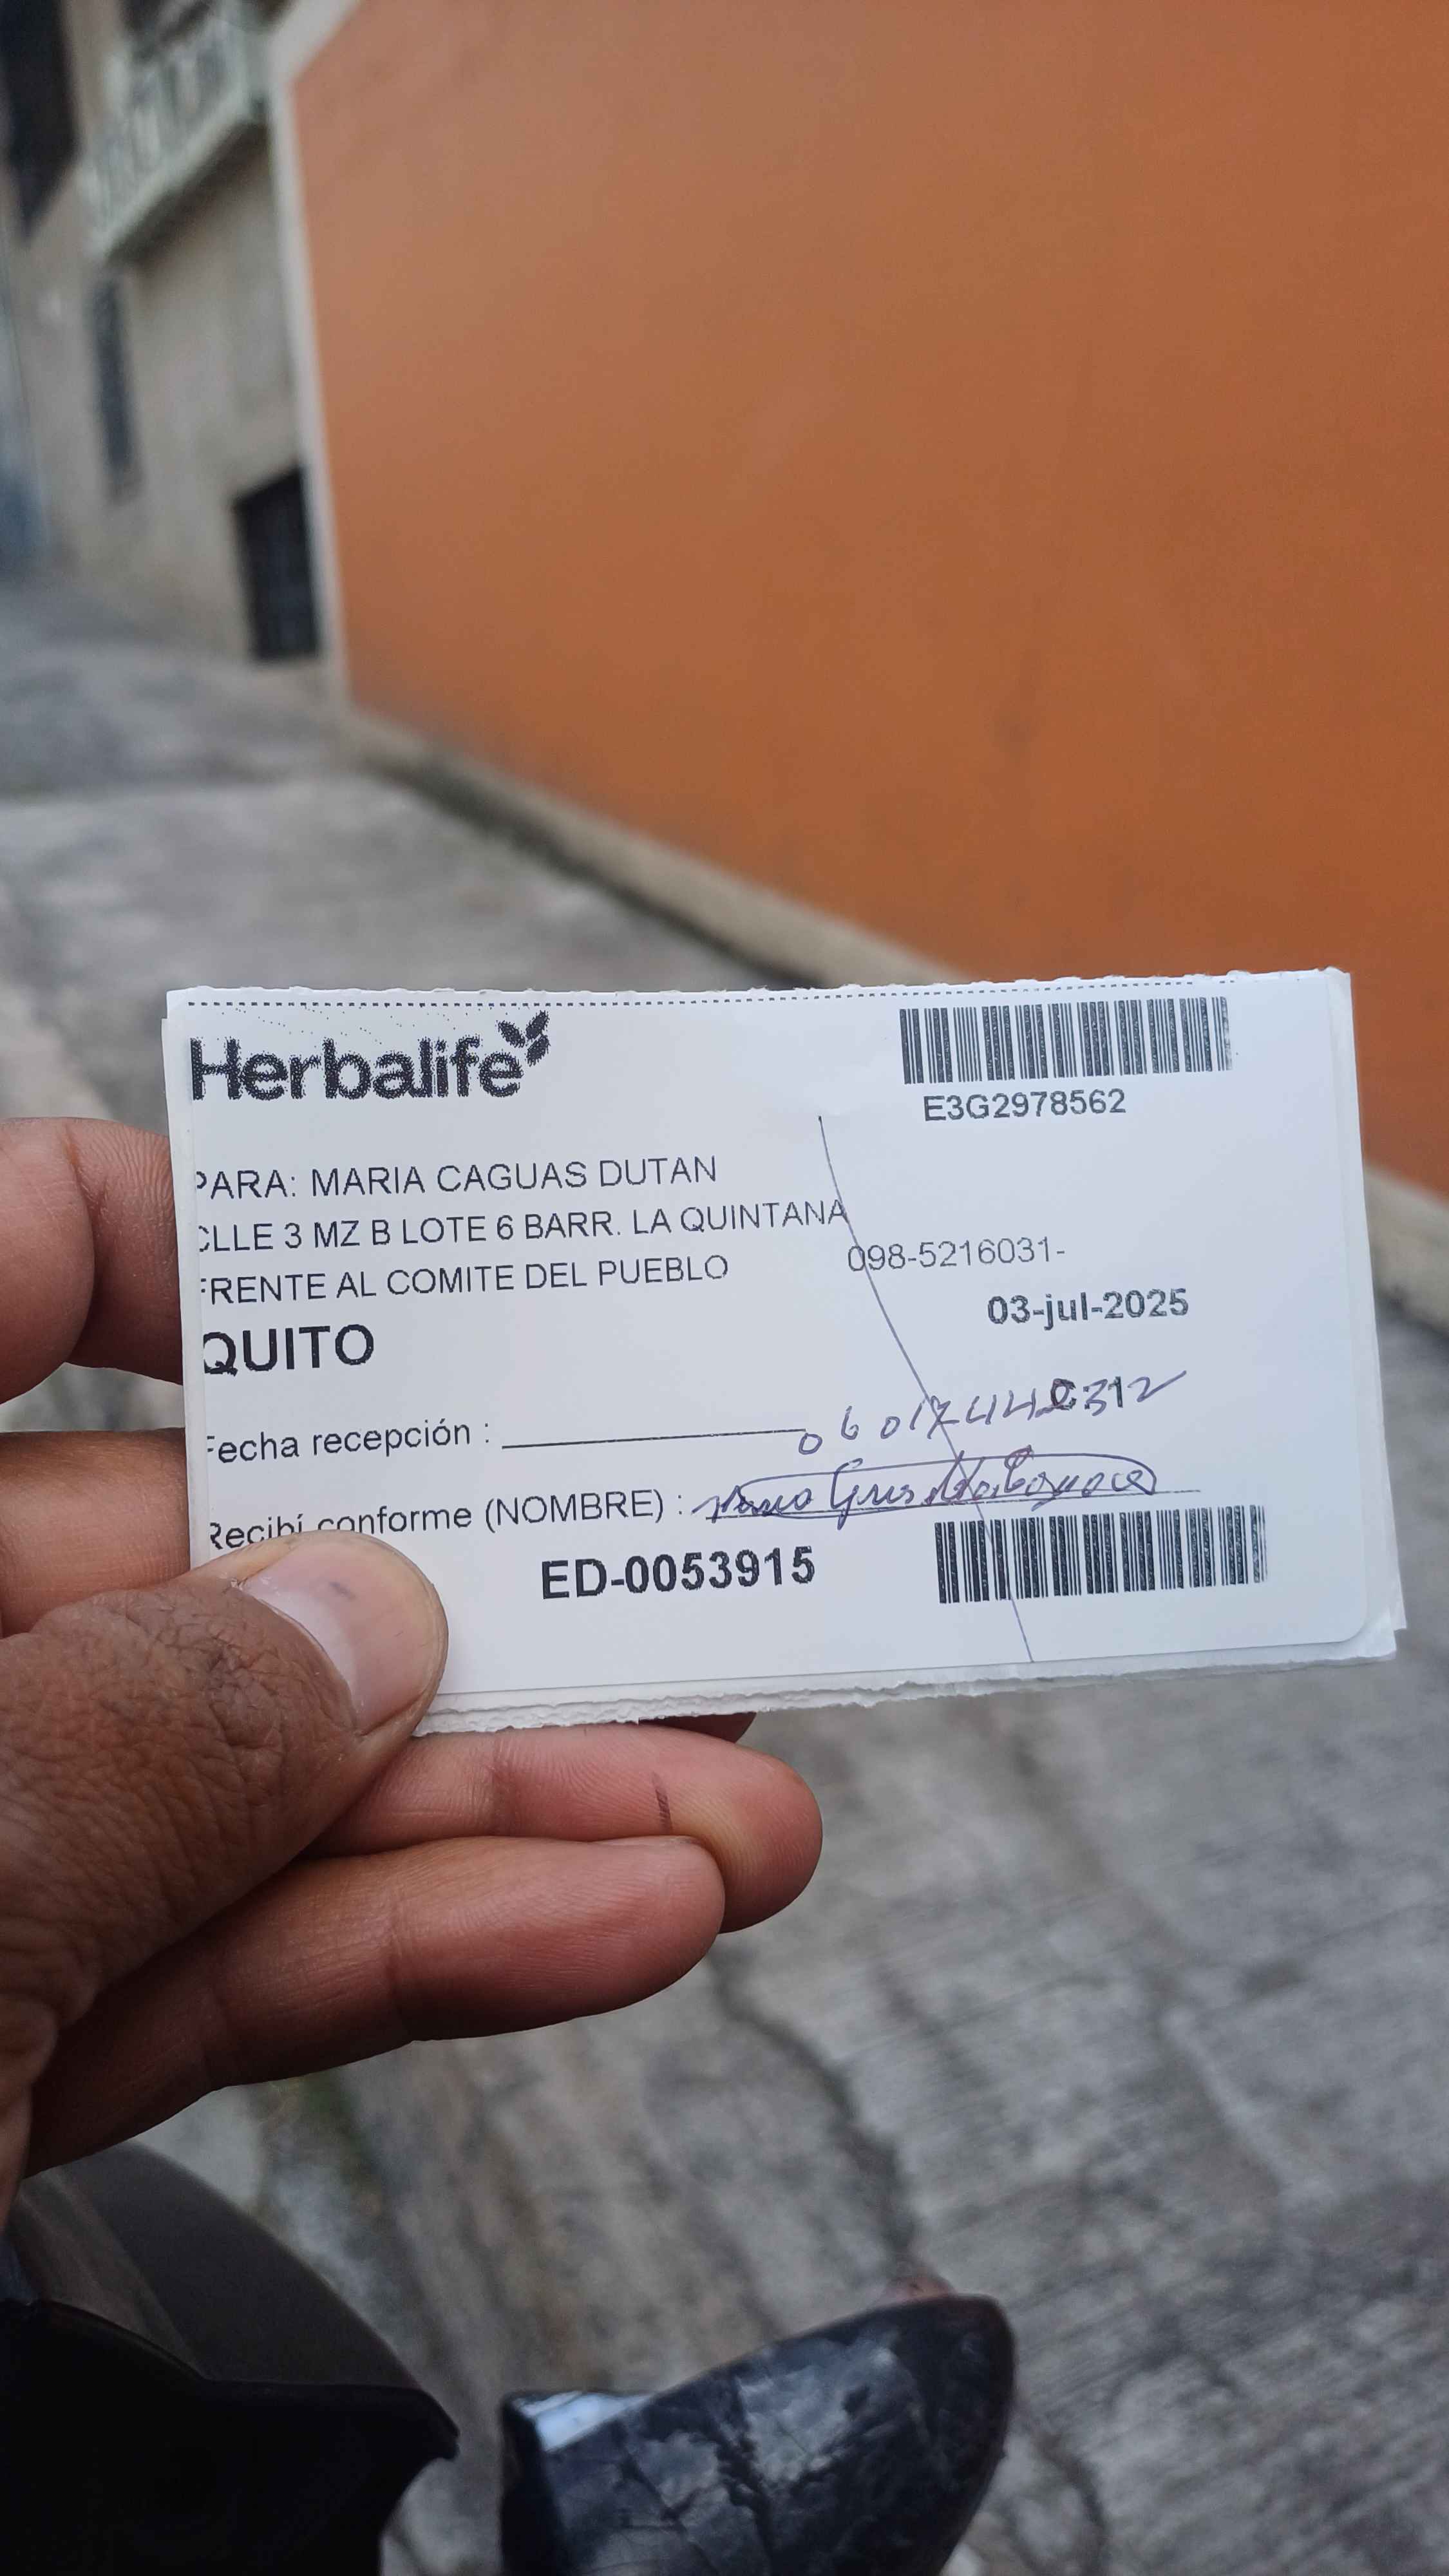 Herbalife
E3G2978562
PARA: MARIA CAGUAS DUTAN
CLLE 3 MZ B LOTE 6 BARR. LA QUINTANA
FRENTE AL COMITE DEL PUEBLO
098-5216031-
03-jul-2025
QUITO
Fecha recepción :
Recibí conforme (NOMBRE) :
ED-0053915